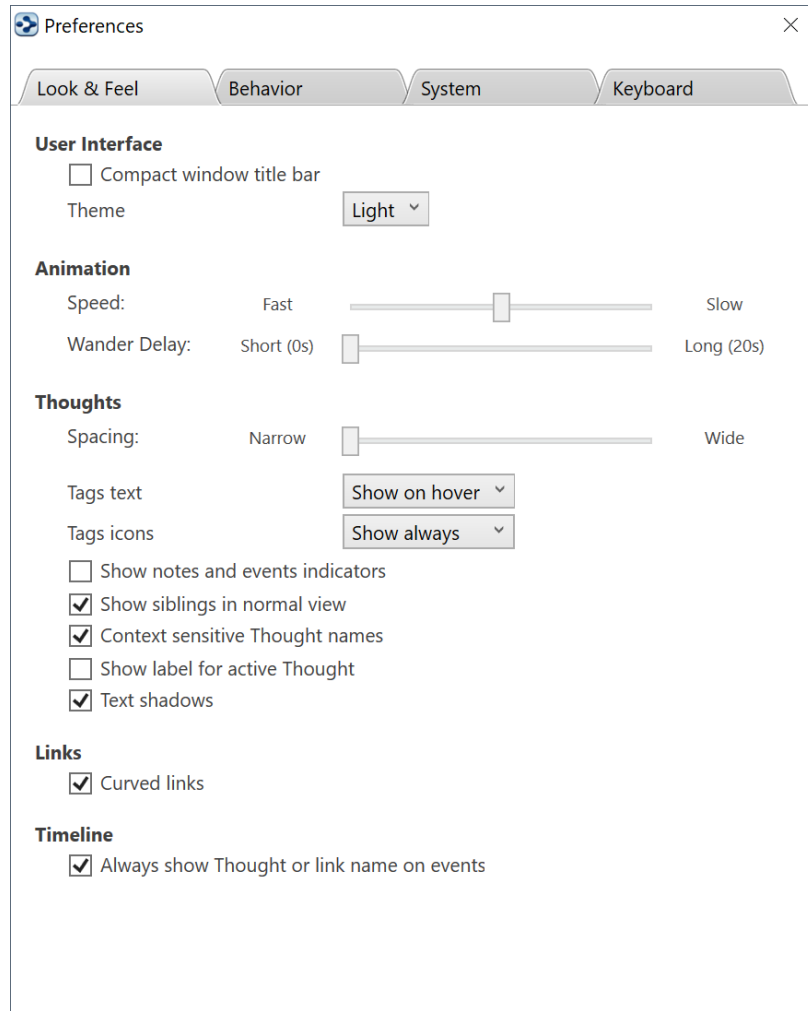 Preferences
Look & Feel Behavior System Keyboard
User Interface
Compact window title bar
Theme Light
Animation
Speed: Fast Slow
Wander Delay: Short (0s) Long (20s)
Thoughts
Spacing: Narrow Wide
Tags text Show on hover
Tags icons Show always
Show notes and events indicators
Show siblings in normal view
Context sensitive Thought names
Show label for active Thought
Text shadows
Links
Curved links
Timeline
Always show Thought or link name on events